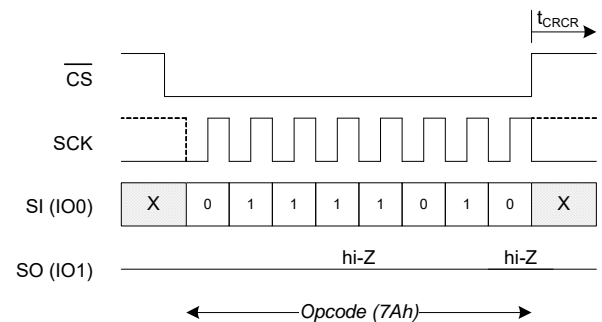 tCRCR
CS
SCK
SI (IO0) X 0 1 1 1 1 0 1 0 X
hi-Z hi-Z
SO (IO1)
Opcode (7Ah)